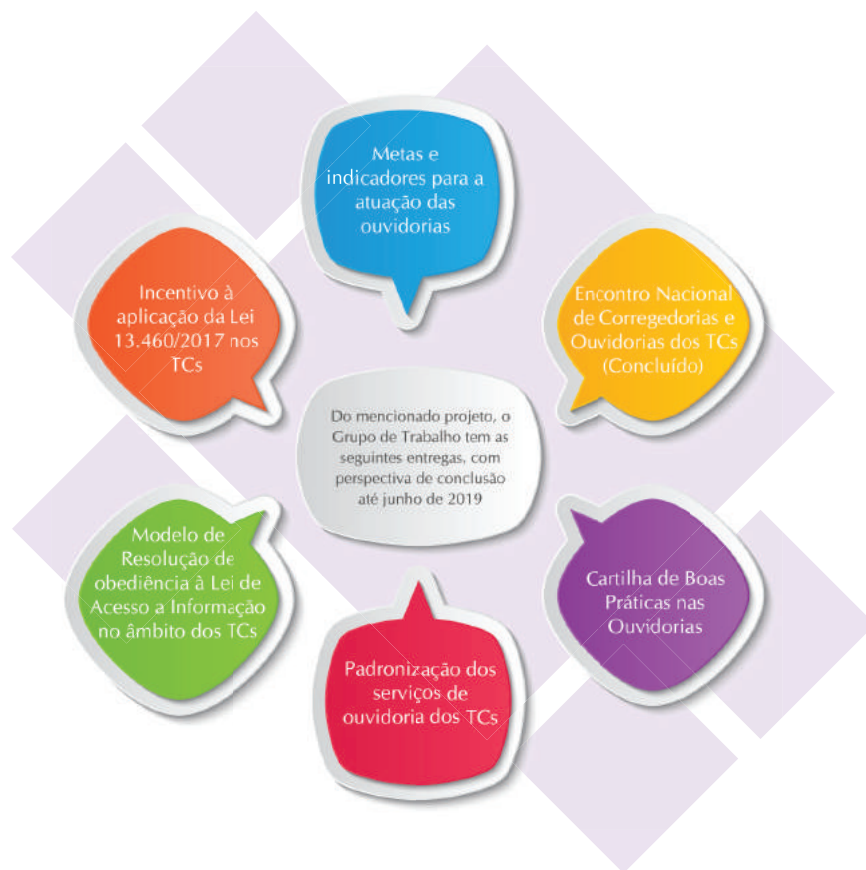 Metas e
indicadores para a
atuação das
ouvidorias
Encontro Nacional
de Corregedorias e
Ouvidorias dos TCs
(Concluído)
Cartilha de Boas
Práticas nas
Ouvidorias
Padronização dos
serviços de
ouvidoria dos TCs
Modelo de
Resolução de
obediência à Lei de
Acesso a Informação
no âmbito dos TCs
Incentivo à
aplicação da Lei
13.460/2017 nos
TCs
Do mencionado projeto, o
Grupo de Trabalho tem as
seguintes entregas, com
perspectiva de conclusão
até junho de 2019